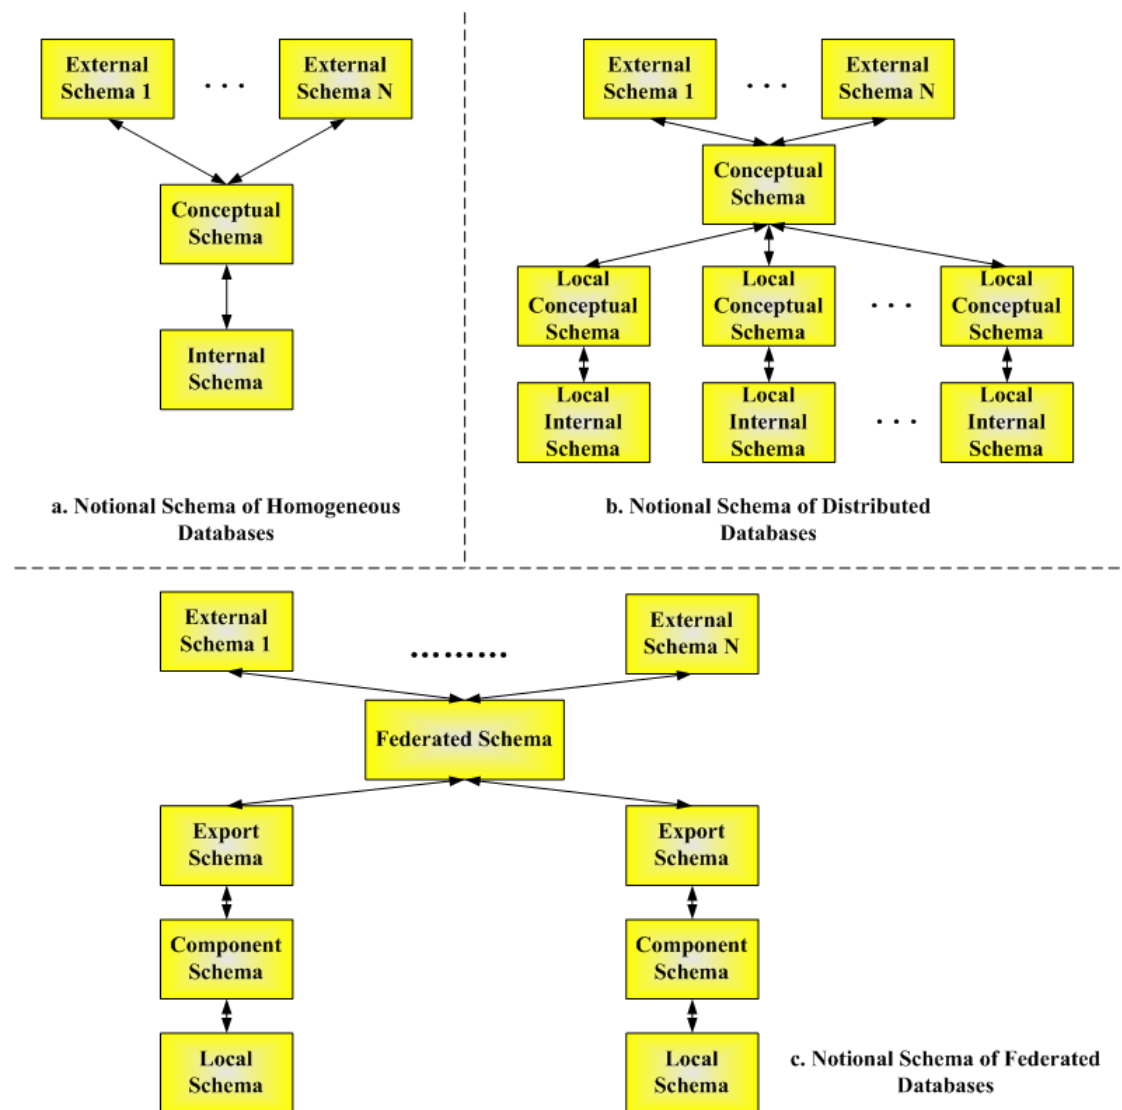 External
Schema 1
. . .
External
Schema N
Conceptual
Schema
Internal
Schema
a. Notional Schema of Homogeneous
Databases
External
Schema 1
. . .
External
Schema N
Conceptual
Schema
Local
Conceptual
Schema
Local
Conceptual
Schema
. . .
Local
Conceptual
Schema
Local
Internal
Schema
Local
Internal
Schema
. . .
Local
Internal
Schema
b. Notional Schema of Distributed
Databases
External
Schema 1
..........
External
Schema N
Federated Schema
Export
Schema
Export
Schema
Component
Schema
Component
Schema
Local
Schema
Local
Schema
c. Notional Schema of Federated
Databases